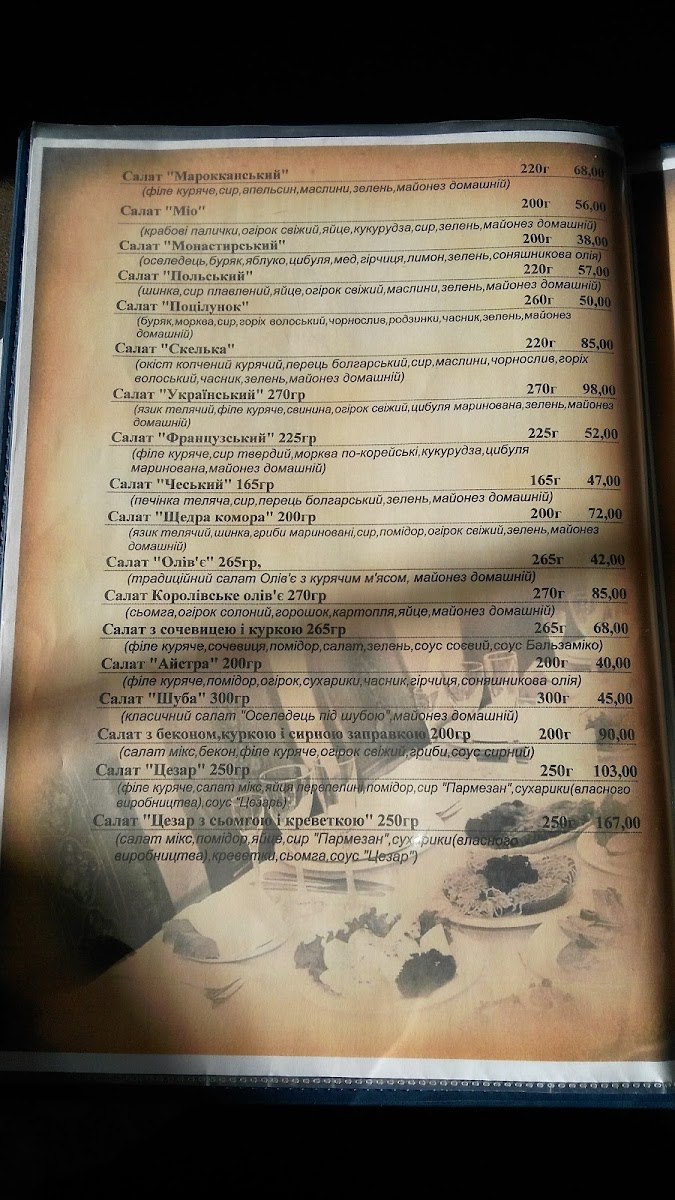 Салат "Марокканський" 220г 68,00
(філе куряче,сир,апельсин,маслини,зелень,майонез домашній)
Салат "Міо" 200г 56,00
(крабові палички,огірок свіжий,яйце,кукурудза,сир,зелень,майонез домашній)
Салат "Монастирський" 200г 38,00
(оселедець,буряк,яблуко,цибуля,мед,гірчиця,лимон,зелень,соняшникова олія)
Салат "Польський" 220г 57,00
(шинка,сир плавлений,яйце,огірок свіжий,маслини,зелень,майонез домашній)
Салат "Поцілунок" 260г 50,00
(буряк,морква,сир,горіх волоський,чорнослив,родзинки,часник,зелень,майонез
домашній)
Салат "Скелька" 220г 85,00
(окіст копчений курячий,перець болгарський,сир,маслини,чорнослив,горіх
волоський,часник,зелень,майонез домашній)
Салат "Український" 270гр 270г 98,00
(язик телячий,філе куряче,свинина,огірок свіжий,цибуля маринована,зелень,майонез
домашній)
Салат "Французський" 225гр 225г 52,00
(філе куряче,сир твердий,морква по-корейські,кукурудза,цибуля
маринована,майонез домашній)
Салат "Чеський" 165гр 165г 47,00
(печінка теляча,сир,перець болгарський,зелень,майонез домашній)
Салат "Щедра комора" 200гр 200г 72,00
(язик телячий,шинка,гриби мариновані,сир,помідор,огірок свіжий,зелень,майонез
домашній)
Салат "Олів'є" 265гр, 265г 42,00
(традиційний салат Олів'є з курячим м'ясом, майонез домашній)
Салат Королівське олів'є 270гр 270г 85,00
(сьомга,огірок солоний,горошок,картопля,яйце,майонез домашній)
Салат з сочевицею і куркою 265гр 265г 68,00
(філе куряче,сочевиця,помідор,салат,зелень,соус соєвий,соус Бальзаміко)
Салат "Айстра" 200гр 200г 40,00
(філе куряче,помідор,огірок,сухарики,часник,гірчиця,соняшникова олія)
Салат "Шуба" 300гр 300г 45,00
(класичний салат "Оселедець під шубою",майонез домашній)
Салат з беконом,куркою і сирною заправкою 200гр 200г 90,00
(салат мікс,бекон,філе куряче,огірок свіжий,гриби,соус сирний)
Салат "Цезар" 250гр 250г 103,00
(філе куряче,салат мікс,яйця перепелині,помідор,сир "Пармезан",сухарики(власного
виробництва),соус "Цезарь)
Салат "Цезар з сьомгою і креветкою" 250гр 250г 167,00
(салат мікс,помідор,яйце,сир "Пармезан",сухарики(власного
виробництва),креветки,сьомга,соус "Цезар")